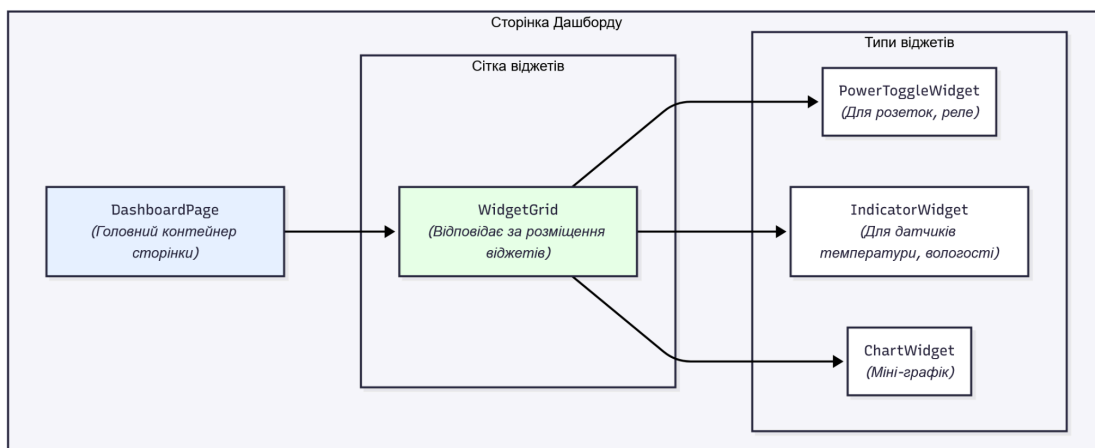 Сторінка Дашборду
Сітка віджетів
Типи віджетів
DashboardPage
(Головний контейнер
сторінки)
WidgetGrid
(Відповідає за розміщення
віджетів)
PowerToggleWidget
(Для розеток, реле)
IndicatorWidget
(Для датчиків
температури, вологості)
ChartWidget
(Міні-графік)